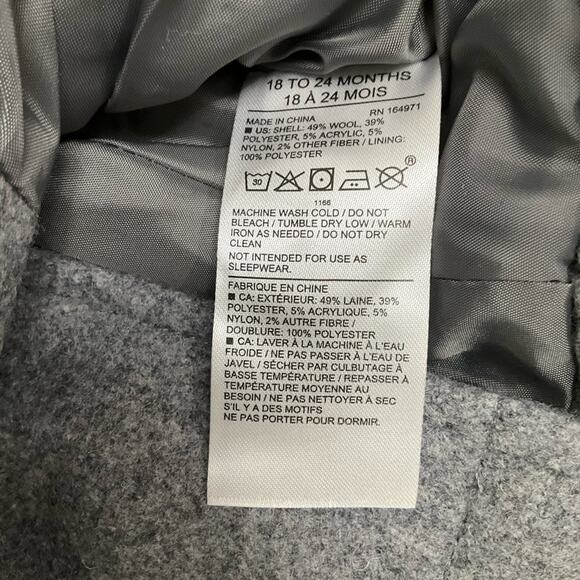 18 TO 24 MONTHS
18 À 24 MOIS
MADE IN CHINA RN 164971
■ US: SHELL: 49% WOOL, 39%
POLYESTER, 5% ACRYLIC, 5%
NYLON, 2% OTHER FIBER / LINING:
100% POLYESTER
®
30
1166
MACHINE WASH COLD / DO NOT
BLEACH / TUMBLE DRY LOW / WARM
IRON AS NEEDED / DO NOT DRY
CLEAN
NOT INTENDED FOR USE AS
SLEEPWEAR.
FABRIQUE EN CHINE
■ CA: EXTÉRIEUR: 49% LAINE, 39%
POLYESTER, 5% ACRYLIQUE, 5%
NYLON, 2% AUTRE FIBRE /
DOUBLURE: 100% POLYESTER
■ CA: LAVER À LA MACHINE À L'EAU
FROIDE / NE PAS PASSER À L'EAU DE
JAVEL / SÉCHER PAR CULBUTAGE À
BASSE TEMPÉRATURE / REPASSER À
TEMPÉRATURE MOYENNE AU
BESOIN / NE PAS NETTOYER À SEC
S'IL Y A DES MOTIFS
NE PAS PORTER POUR DORMIR.